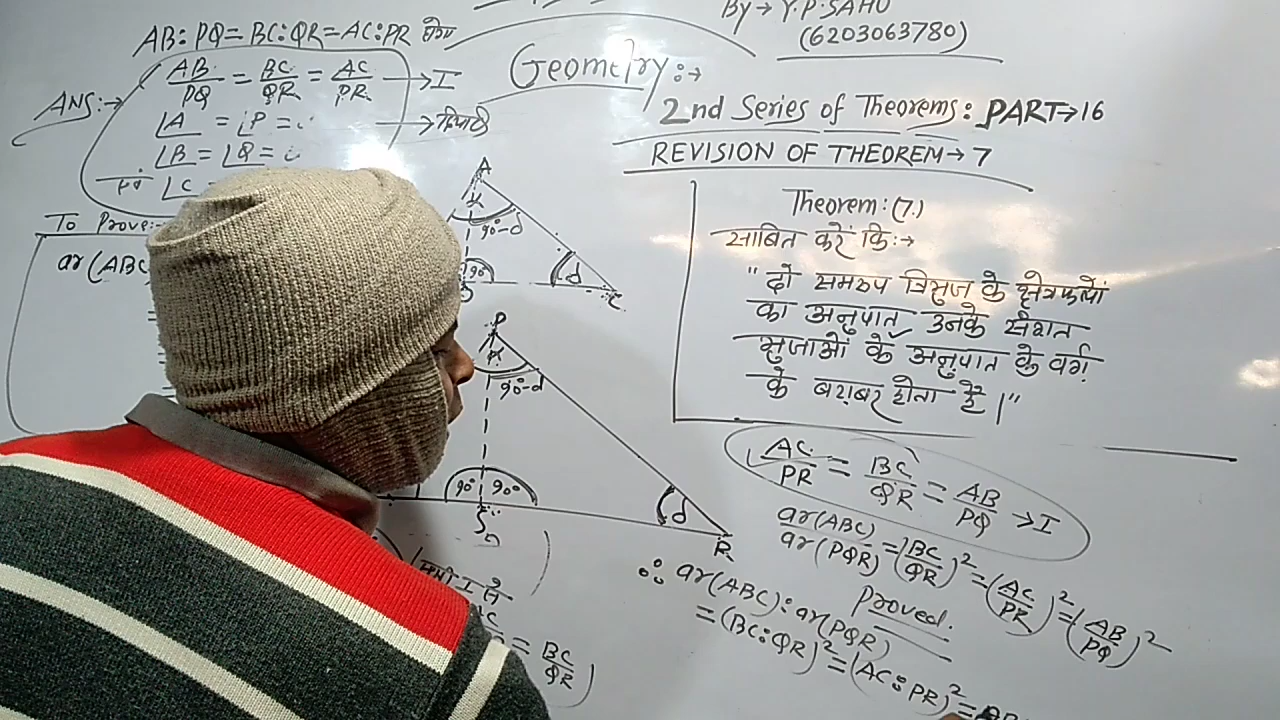 By → Y.P. SAHU
(6203063780)
AB:PQ=BC:QR=AC:PR
Geometry:→
ANS:→
AB/PQ = BC/QR = AC/PR → I
∠A = ∠P =
∠B = ∠Q =
∠C
2nd Series of Theorems: PART→16
REVISION OF THEOREM→7
To Prove:-
ar(ABC
Theorem:(7.)
साबित करें कि:→
"दो समरूप त्रिभुज के क्षेत्रफलों
का अनुपात उनके संगत
भुजाओं के अनुपात के वर्ग
के बराबर होता है।"
A
90°-d
90°
D
d
C
P
90°-d
90° 90°
S
d
R
AC/PR = BC/QR = AB/PQ → I
ar(ABC)/ar(PQR) = (BC/QR)² = (AC/PR)² = (AB/PQ)²
Proved.
∴ ar(ABC):ar(PQR)
= (BC:QR)² = (AC:PR)² =
I से
= BC/QR)